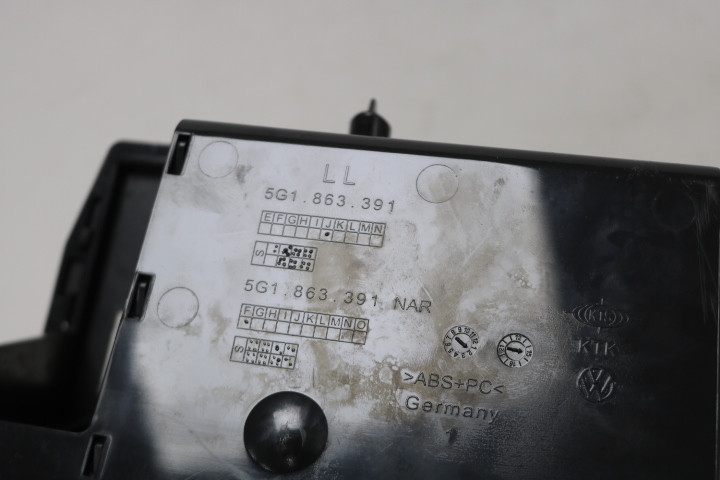 LL
5G1.863.391
EFGHIJKLMN
S
5G1.863.391 NAR
FGHIJKLMNO
S
KTK
>ABS+PC<
Germany